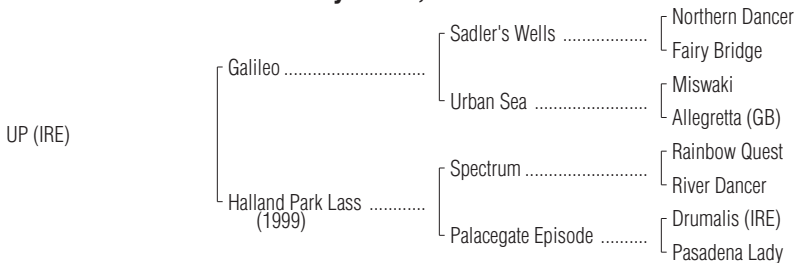 Northern Dancer
Sadler's Wells ..................
Fairy Bridge
Galileo ..............................
Miswaki
Urban Sea ........................
Allegretta (GB)
UP (IRE)
Rainbow Quest
Spectrum ..........................
River Dancer
Halland Park Lass ............
(1999)
Drumalis (IRE)
Palacegate Episode ..........
Pasadena Lady